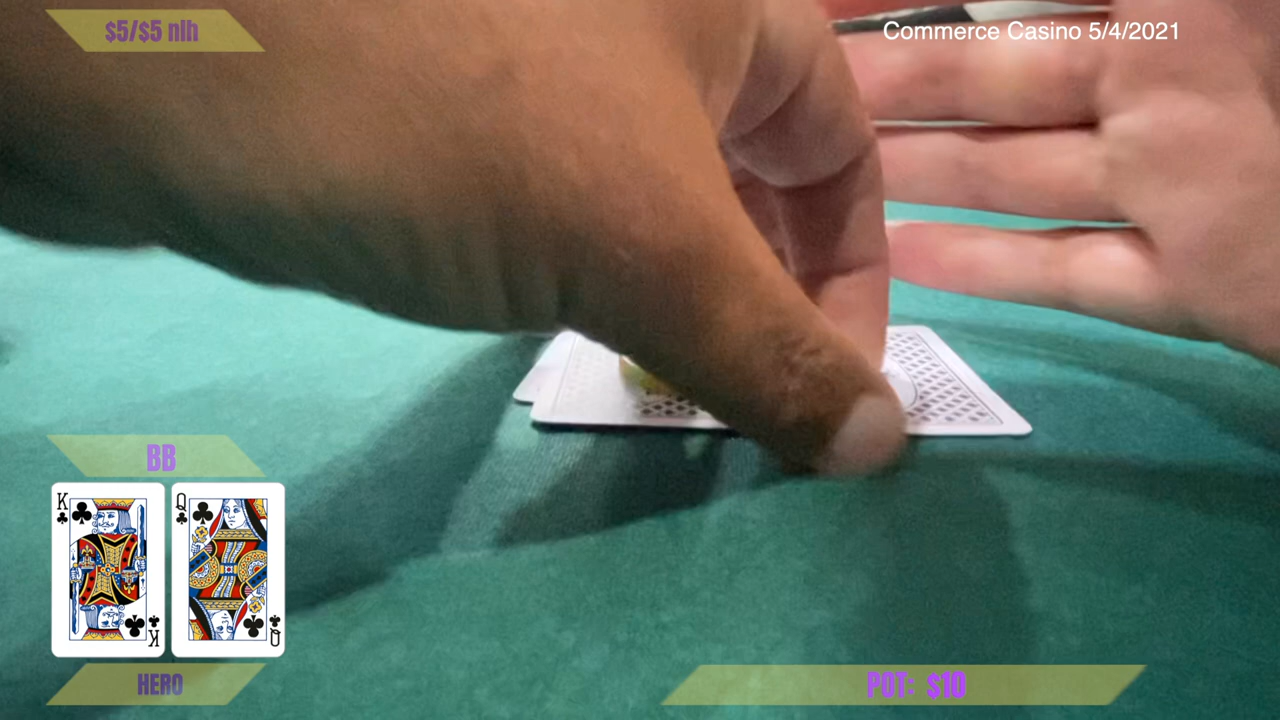 $5/$5 nlh
Commerce Casino 5/4/2021
BB
K
Q
K
Q
HERO
POT: $10